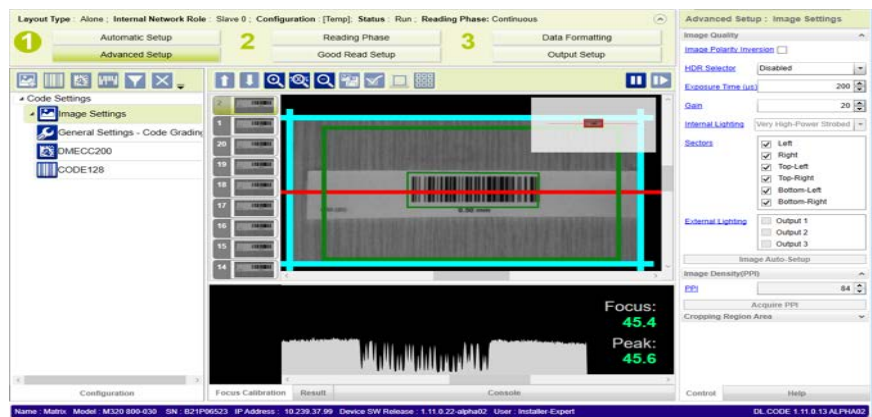 Layout Type : Alone ; Internal Network Role : Slave 0 ; Configuration : [Temp]; Status : Run ; Reading Phase: Continuous
1
Automatic Setup
Advanced Setup
2
Reading Phase
Good Read Setup
3
Data Formatting
Output Setup
Code Settings
Image Settings
General Settings - Code Grading
DMECC200
CODE128
Configuration
2
1
20
19
18
17
16
15
14
Focus:
45.4
Peak:
45.6
Focus Calibration
Result
Console
Advanced Setup : Image Settings
Image Quality
Image Polarity Inversion
HDR Selector Disabled
Exposure Time (us) 200
Gain 20
Internal Lighting Very High-Power Strobed
Sectors
Left
Right
Top-Left
Top-Right
Bottom-Left
Bottom-Right
External Lighting
Output 1
Output 2
Output 3
Image Auto-Setup
Image Density(PPI)
PPI 84
Acquire PPI
Cropping Region Area
Control
Help
Name : Matrix Model : M320 800-030 SN : B21P06523 IP Address : 10.239.37.99 Device SW Release : 1.11.0.22-alpha02 User : Installer-Expert
DL.CODE 1.11.0.13 ALPHA02